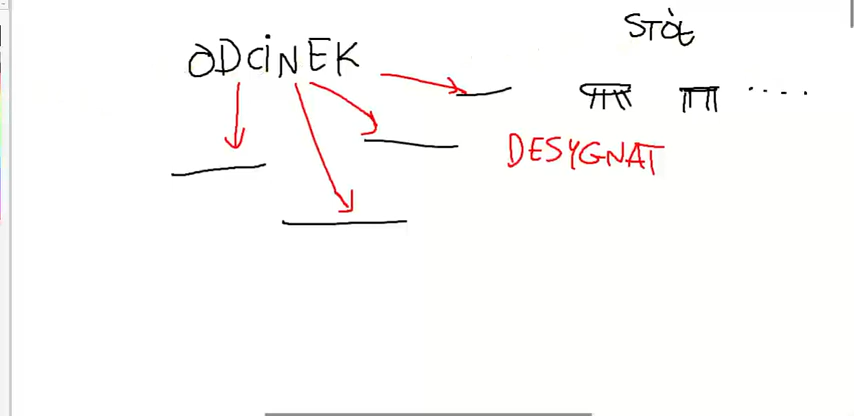 STÓŁ
ODCINEK
....
DESYGNAT